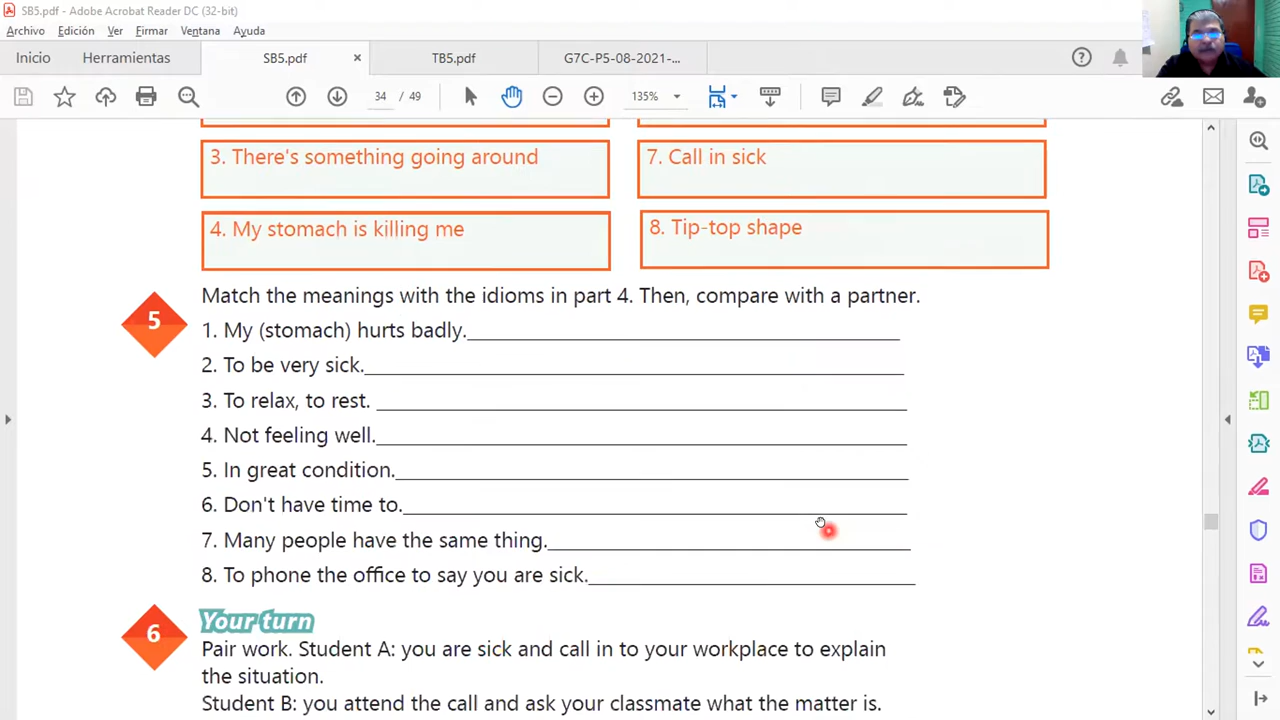 SB5.pdf - Adobe Acrobat Reader DC (32-bit)
Archivo Edición Ver Firmar Ventana Ayuda
Inicio Herramientas SB5.pdf × TB5.pdf G7C-P5-08-2021-...
34 / 49 135%
3. There's something going around
7. Call in sick
4. My stomach is killing me
8. Tip-top shape
5
Match the meanings with the idioms in part 4. Then, compare with a partner.
1. My (stomach) hurts badly.
2. To be very sick.
3. To relax, to rest.
4. Not feeling well.
5. In great condition.
6. Don't have time to.
7. Many people have the same thing.
8. To phone the office to say you are sick.
6
Your turn
Pair work. Student A: you are sick and call in to your workplace to explain
the situation.
Student B: you attend the call and ask your classmate what the matter is.